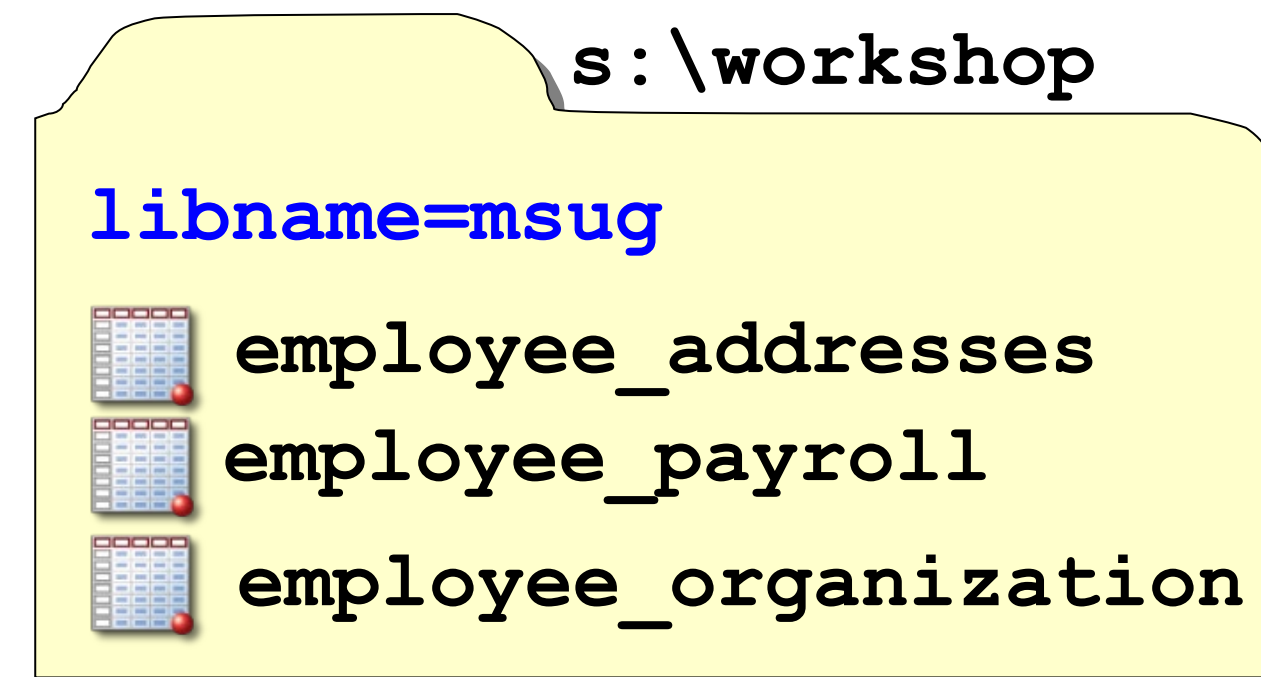 s:\workshop
libname=msug
employee_addresses
employee_payroll
employee_organization